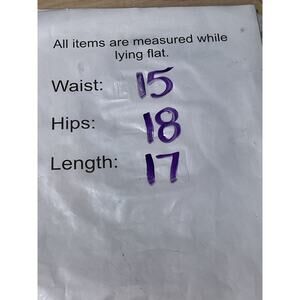 All items are measured while
lying flat.
Waist: 15
Hips: 18
Length: 17